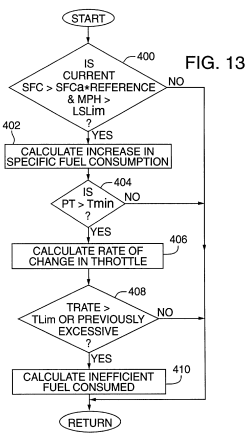 START
400
FIG. 13
IS
CURRENT
SFC > SFCa*REFERENCE
& MPH >
LSLim
?
NO
YES
402
CALCULATE INCREASE IN
SPECIFIC FUEL CONSUMPTION
404
IS
PT > Tmin
?
NO
YES
406
CALCULATE RATE OF
CHANGE IN THROTTLE
408
TRATE >
TLim OR PREVIOUSLY
EXCESSIVE
?
NO
YES
410
CALCULATE INEFFICIENT
FUEL CONSUMED
RETURN